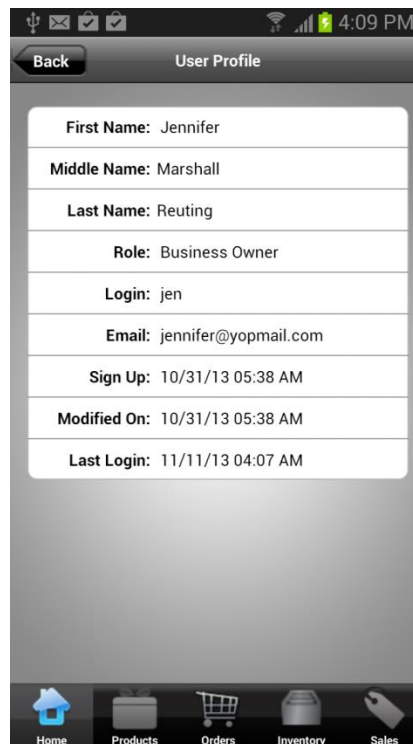 4:09 PM
Back User Profile
First Name: Jennifer
Middle Name: Marshall
Last Name: Reuting
Role: Business Owner
Login: jen
Email: jennifer@yopmail.com
Sign Up: 10/31/13 05:38 AM
Modified On: 10/31/13 05:38 AM
Last Login: 11/11/13 04:07 AM
Home Products Orders Inventory Sales